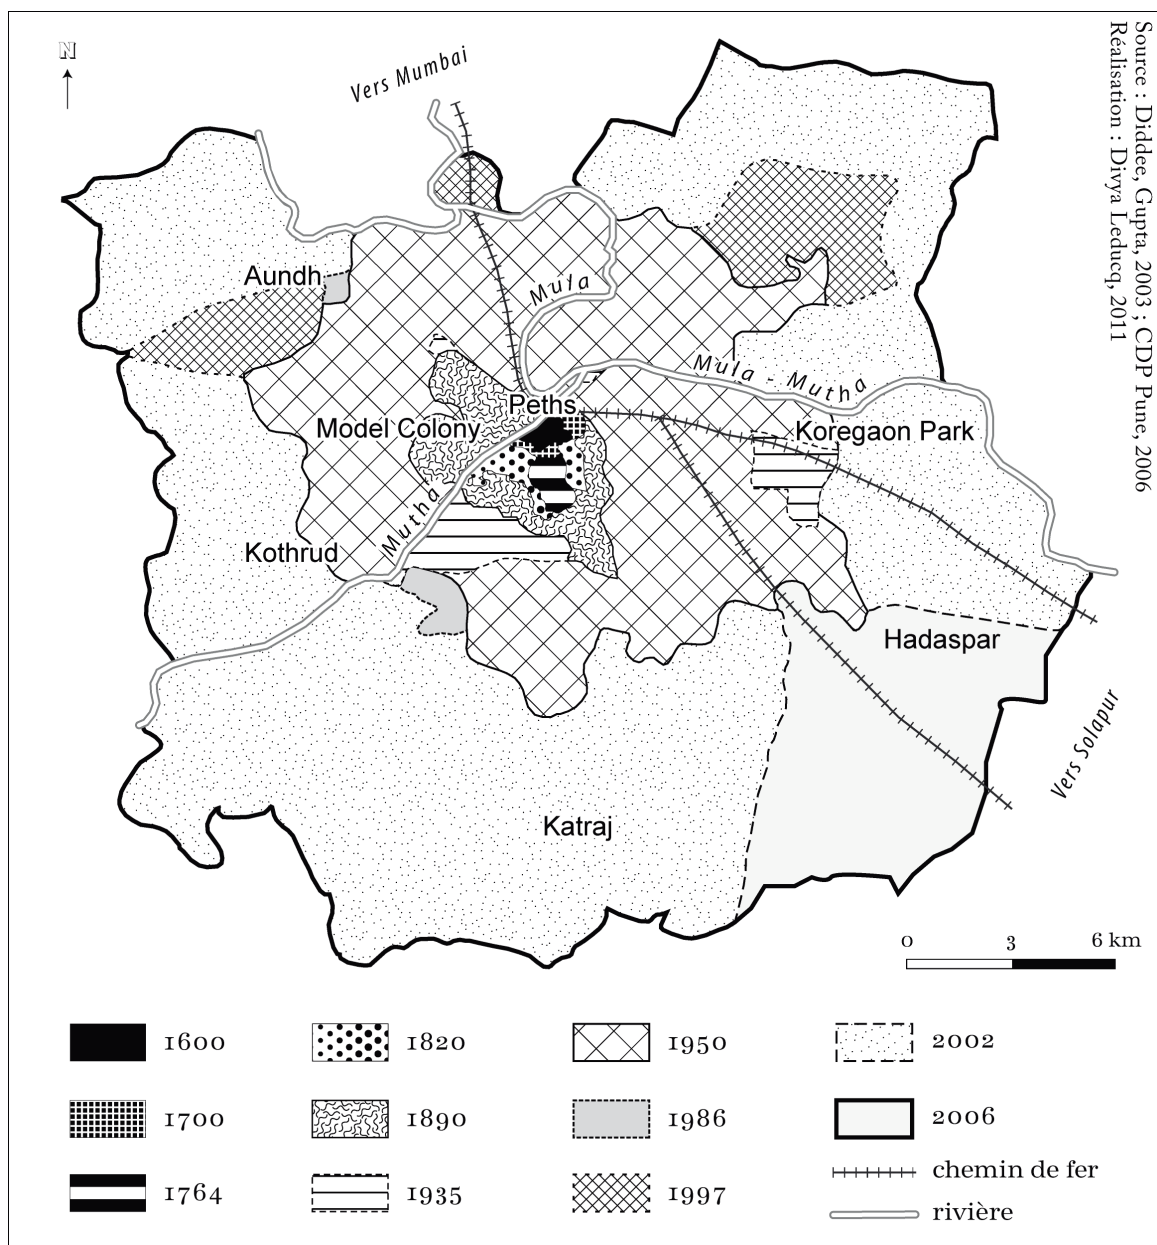 N
Vers Mumbai
Source : Diddee, Gupta, 2003 ; CDP Pune, 2006
Réalisation : Divya Leducq, 2011
Aundh
Mula
Mula - Mutha
Peths
Model Colony
Koregaon Park
Mutha
Kothrud
Hadaspar
Vers Solapur
Katraj
0 3 6 km
1600 1820 1950 2002
1700 1890 1986 2006
1764 1935 1997 chemin de fer
rivière